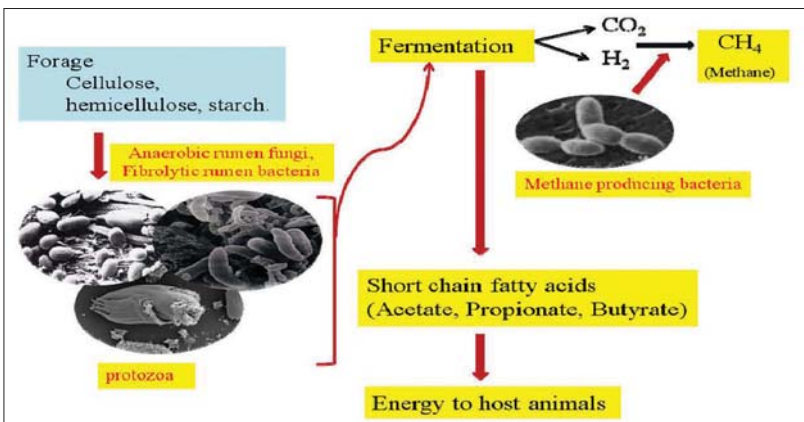 Forage
Cellulose,
hemicellulose, starch.
Anaerobic rumen fungi,
Fibrolytic rumen bacteria
protozoa
Fermentation
CO₂
H₂
CH₄
(Methane)
Methane producing bacteria
Short chain fatty acids
(Acetate, Propionate, Butyrate)
Energy to host animals